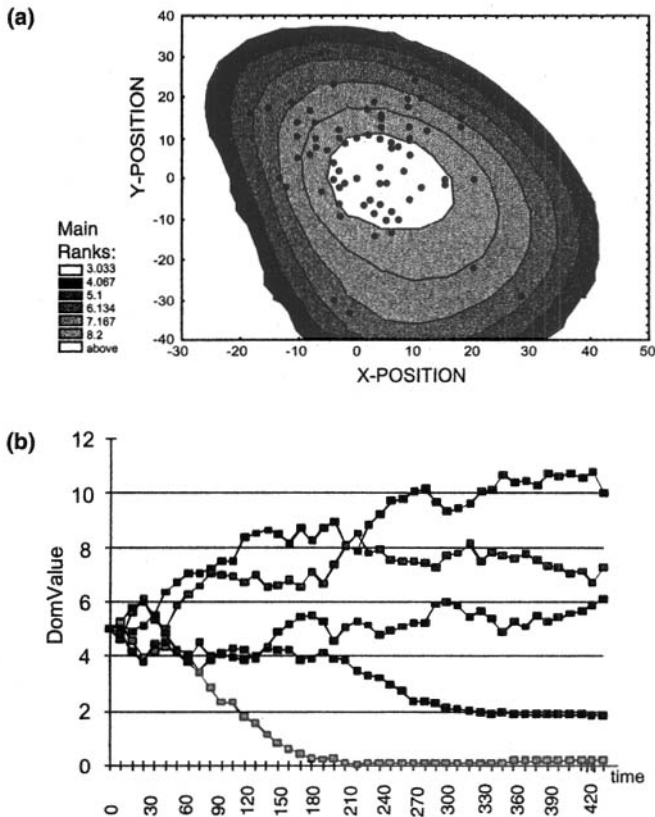 (a)
Y-POSITION
40
30
20
10
0
-10
-20
-30
-40
-30 -20 -10 0 10 20 30 40 50
X-POSITION
Main
Ranks:
3.033
4.067
5.1
6.134
7.167
8.2
above
(b)
DomValue
12
10
8
6
4
2
0
time
0 30 60 90 120 150 180 210 240 270 300 330 360 390 420